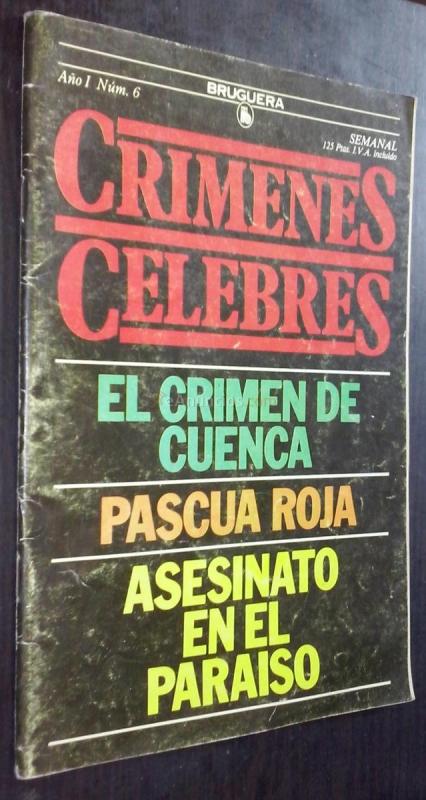 BRUGUERA
Año I Núm. 6
SEMANAL
125 Ptas. I.V.A. incluido
CRIMENES
CELEBRES
EL CRIMEN DE
CUENCA
PASCUA ROJA
ASESINATO
EN EL
PARAISO